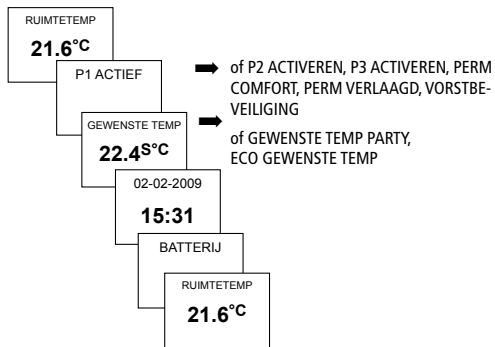 RUIMTETEMP
21.6°C
P1 ACTIEF
of P2 ACTIVEREN, P3 ACTIVEREN, PERM
COMFORT, PERM VERLAAGD, VORSTBE-
VEILIGING
GEWENSTE TEMP
22.4S°C
of GEWENSTE TEMP PARTY,
ECO GEWENSTE TEMP
02-02-2009
15:31
BATTERIJ
RUIMTETEMP
21.6°C